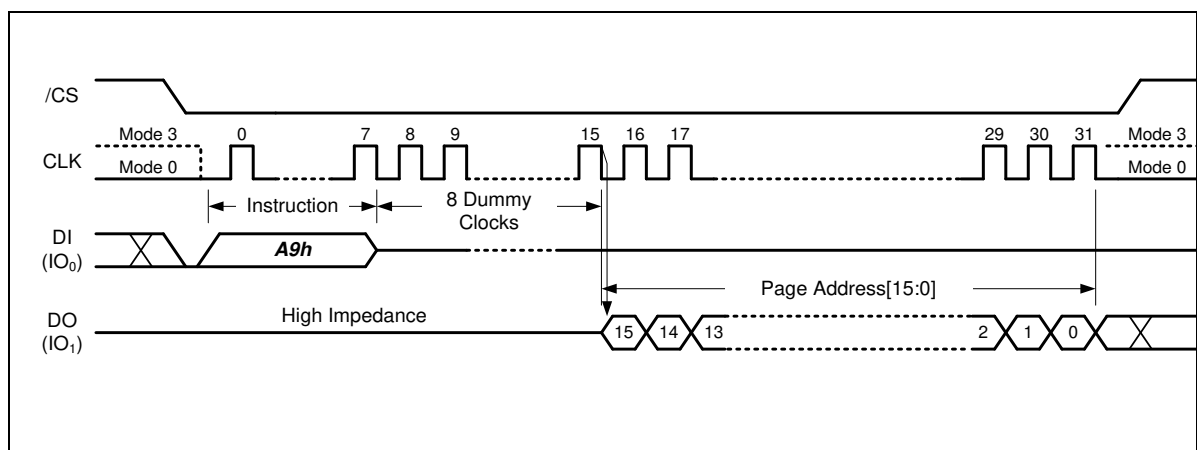 /CS
Mode 3 0 7 8 9 15 16 17 29 30 31 Mode 3
CLK
Mode 0 Mode 0
Instruction 8 Dummy
Clocks
DI
(IO₀)
A9h
Page Address[15:0]
High Impedance
DO
(IO₁)
15 14 13 2 1 0